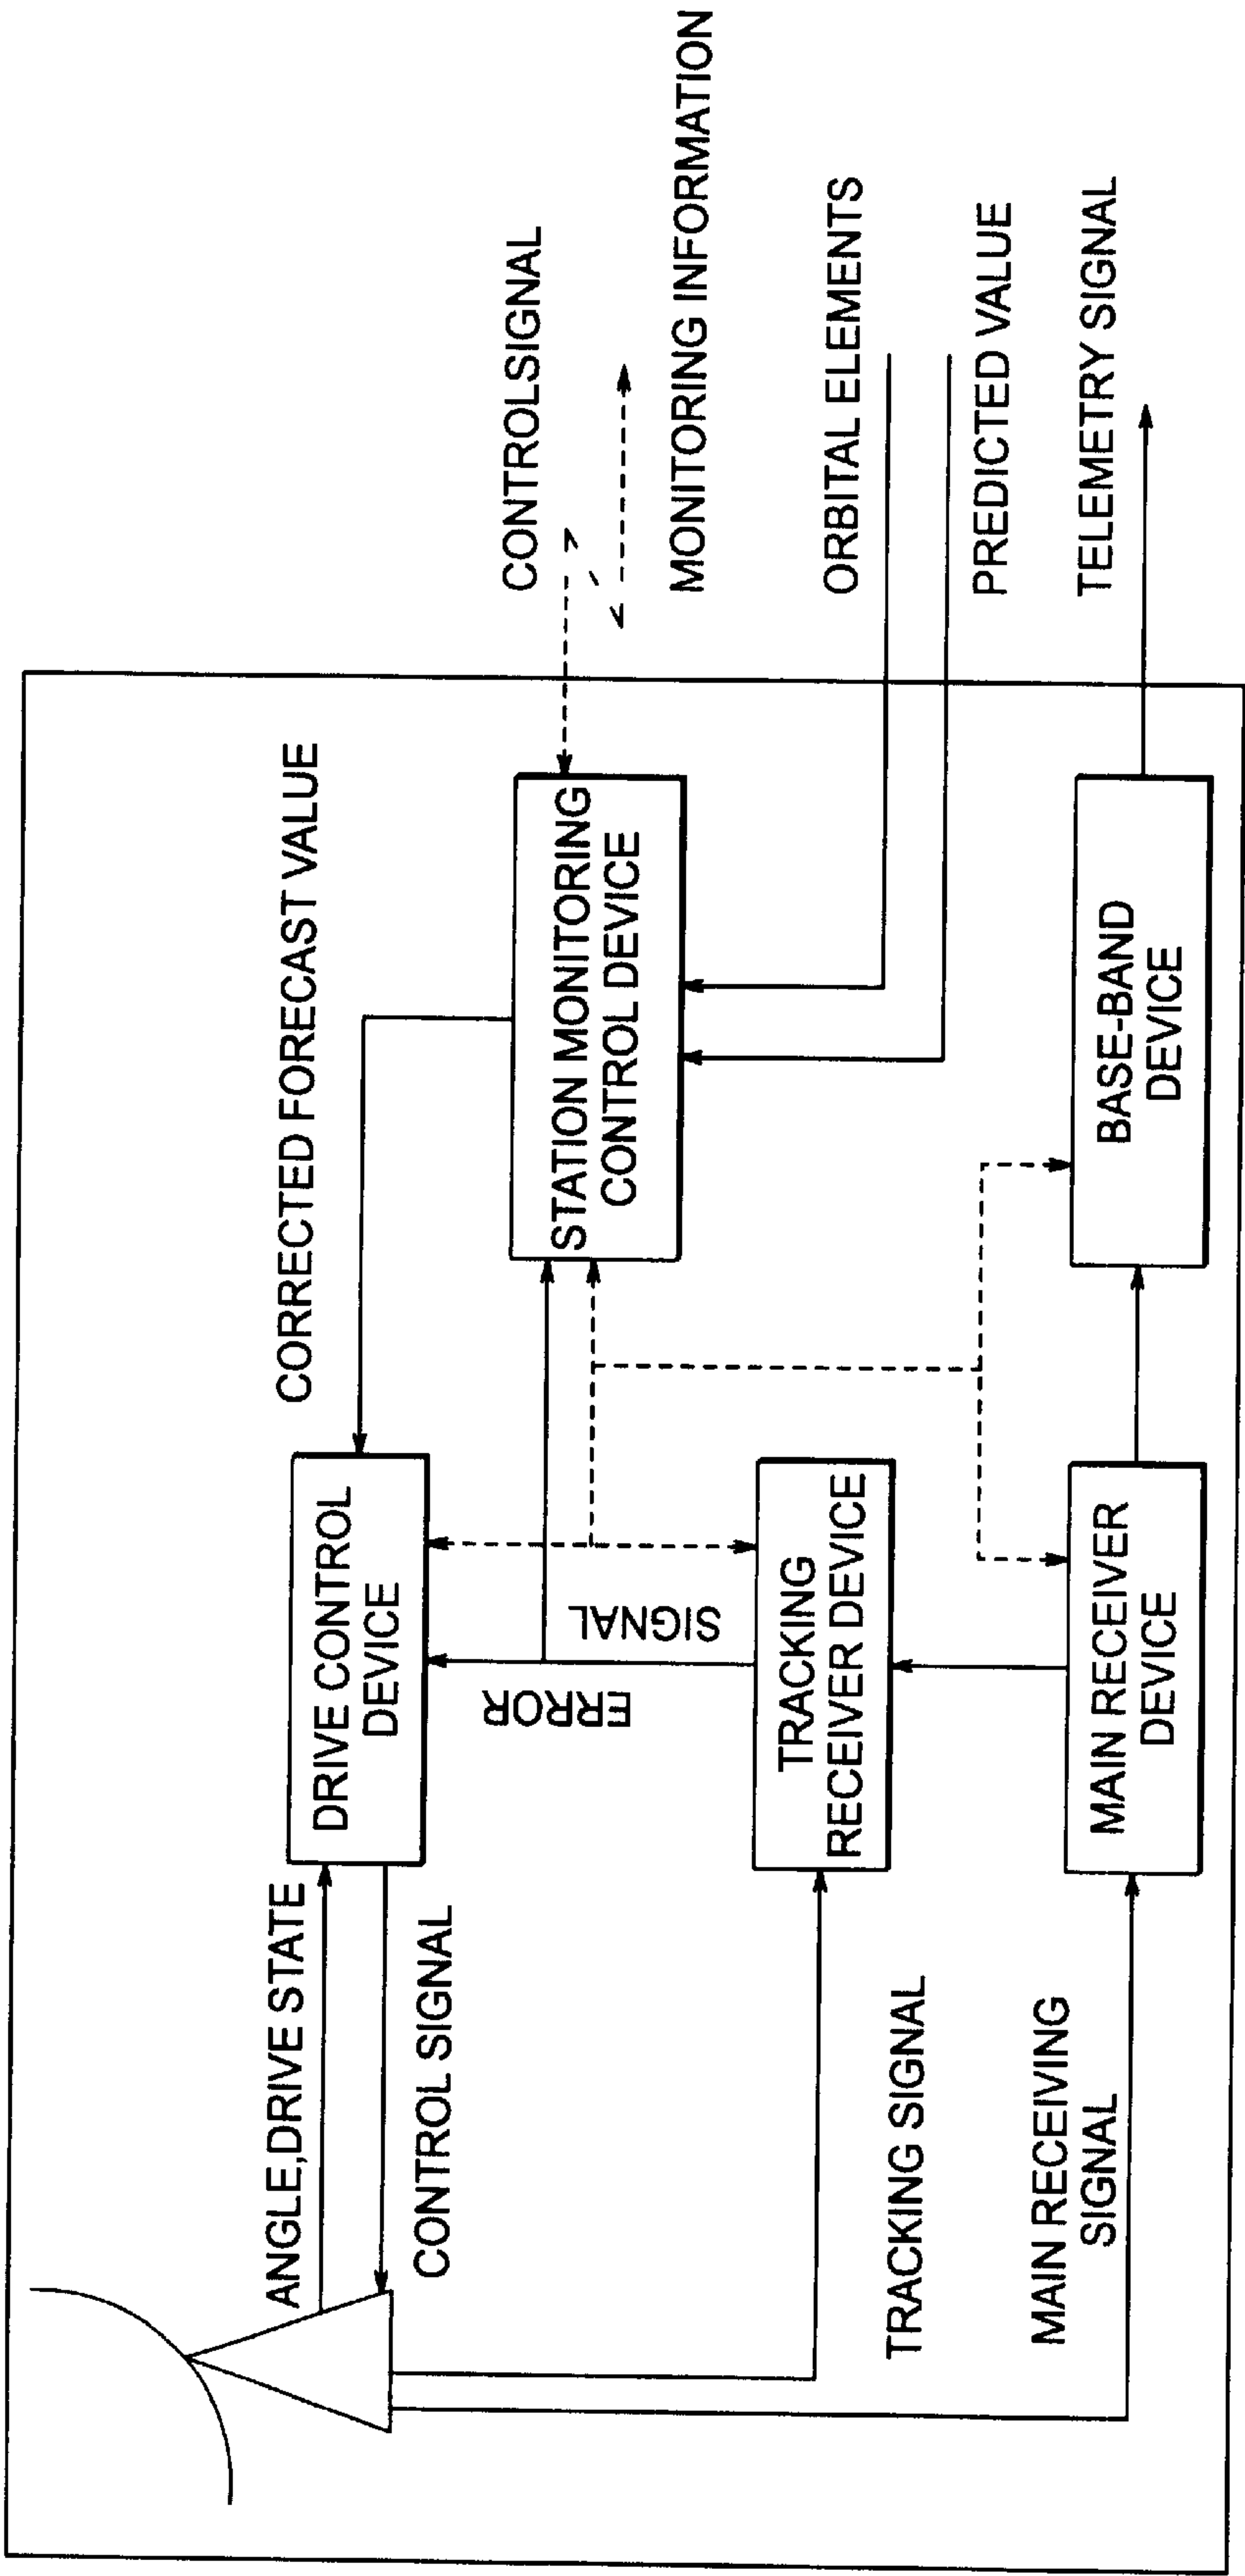 CORRECTED FORECAST VALUE
ANGLE,DRIVE STATE
DRIVE CONTROL
DEVICE
CONTROL SIGNAL
CONTROLSIGNAL
MONITORING INFORMATION
STATION MONITORING
CONTROL DEVICE
ERROR
SIGNAL
ORBITAL ELEMENTS
PREDICTED VALUE
TRACKING
RECEIVER DEVICE
TRACKING SIGNAL
MAIN RECEIVING
SIGNAL
MAIN RECEIVER
DEVICE
BASE-BAND
DEVICE
TELEMETRY SIGNAL